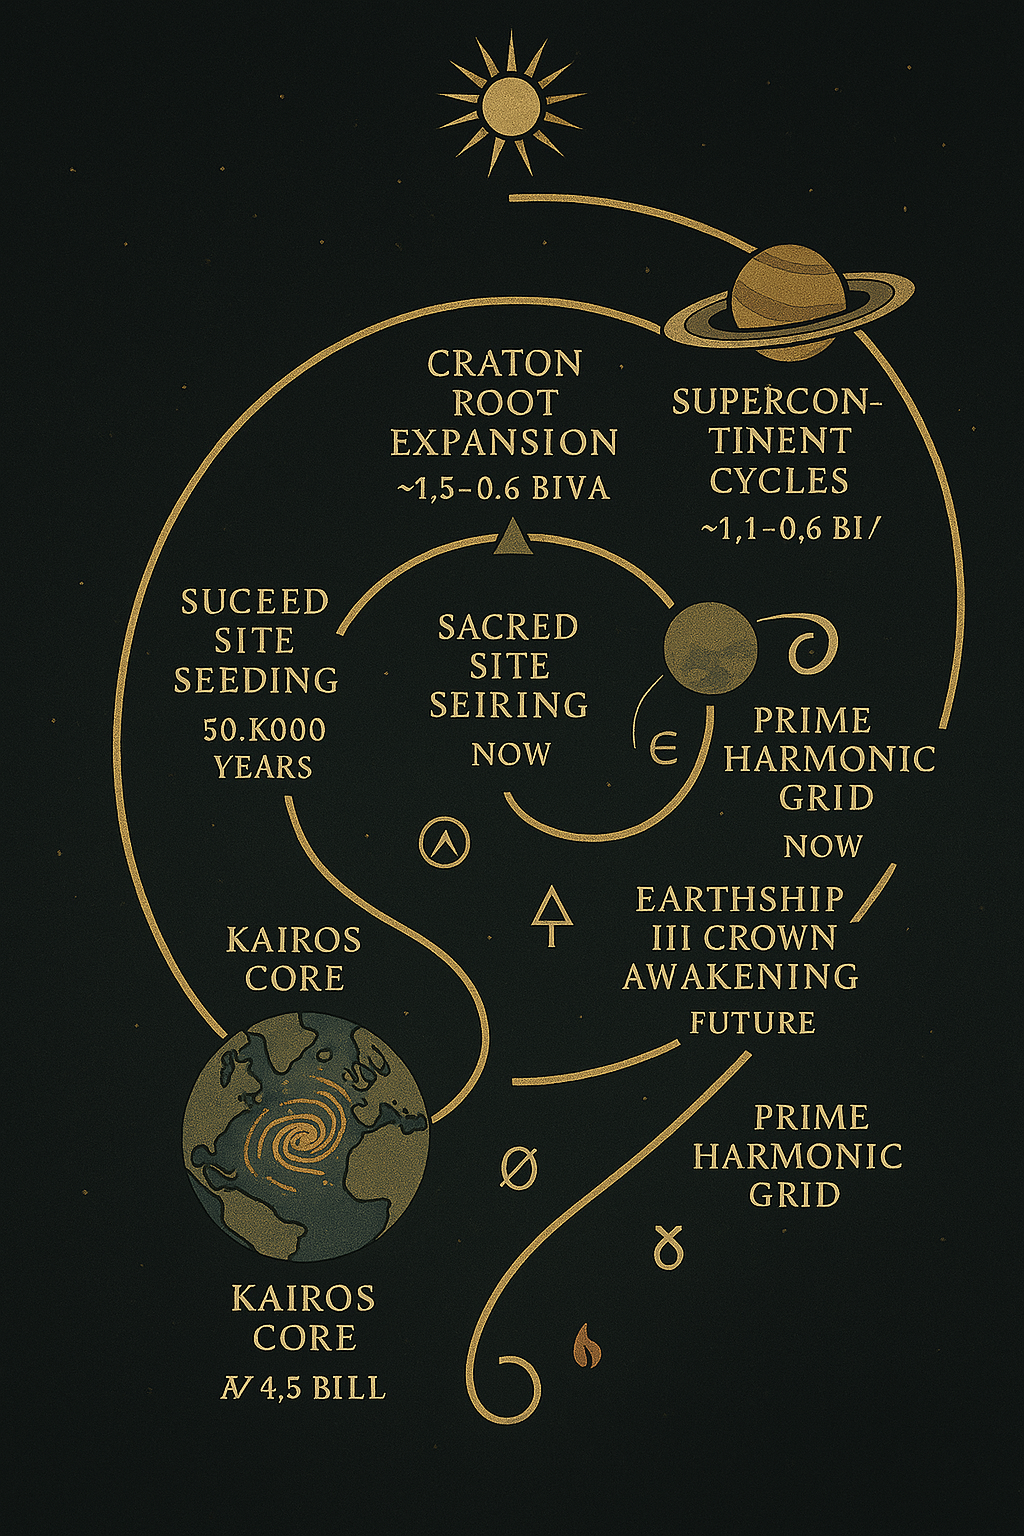 CRATON
ROOT
EXPANSION
~1,5–0.6 BIVA
SUPERCON-
TINENT
CYCLES
~1,1–0,6 BI/
SUCEED
SITE
SEEDING
50.K000
YEARS
SACRED
SITE
SEIRING
NOW
∈
PRIME
HARMONIC
GRID
NOW
EARTHSHIP
III CROWN
AWAKENING
FUTURE
KAIROS
CORE
PRIME
HARMONIC
GRID
Ø
KAIROS
CORE
4,5 BILL